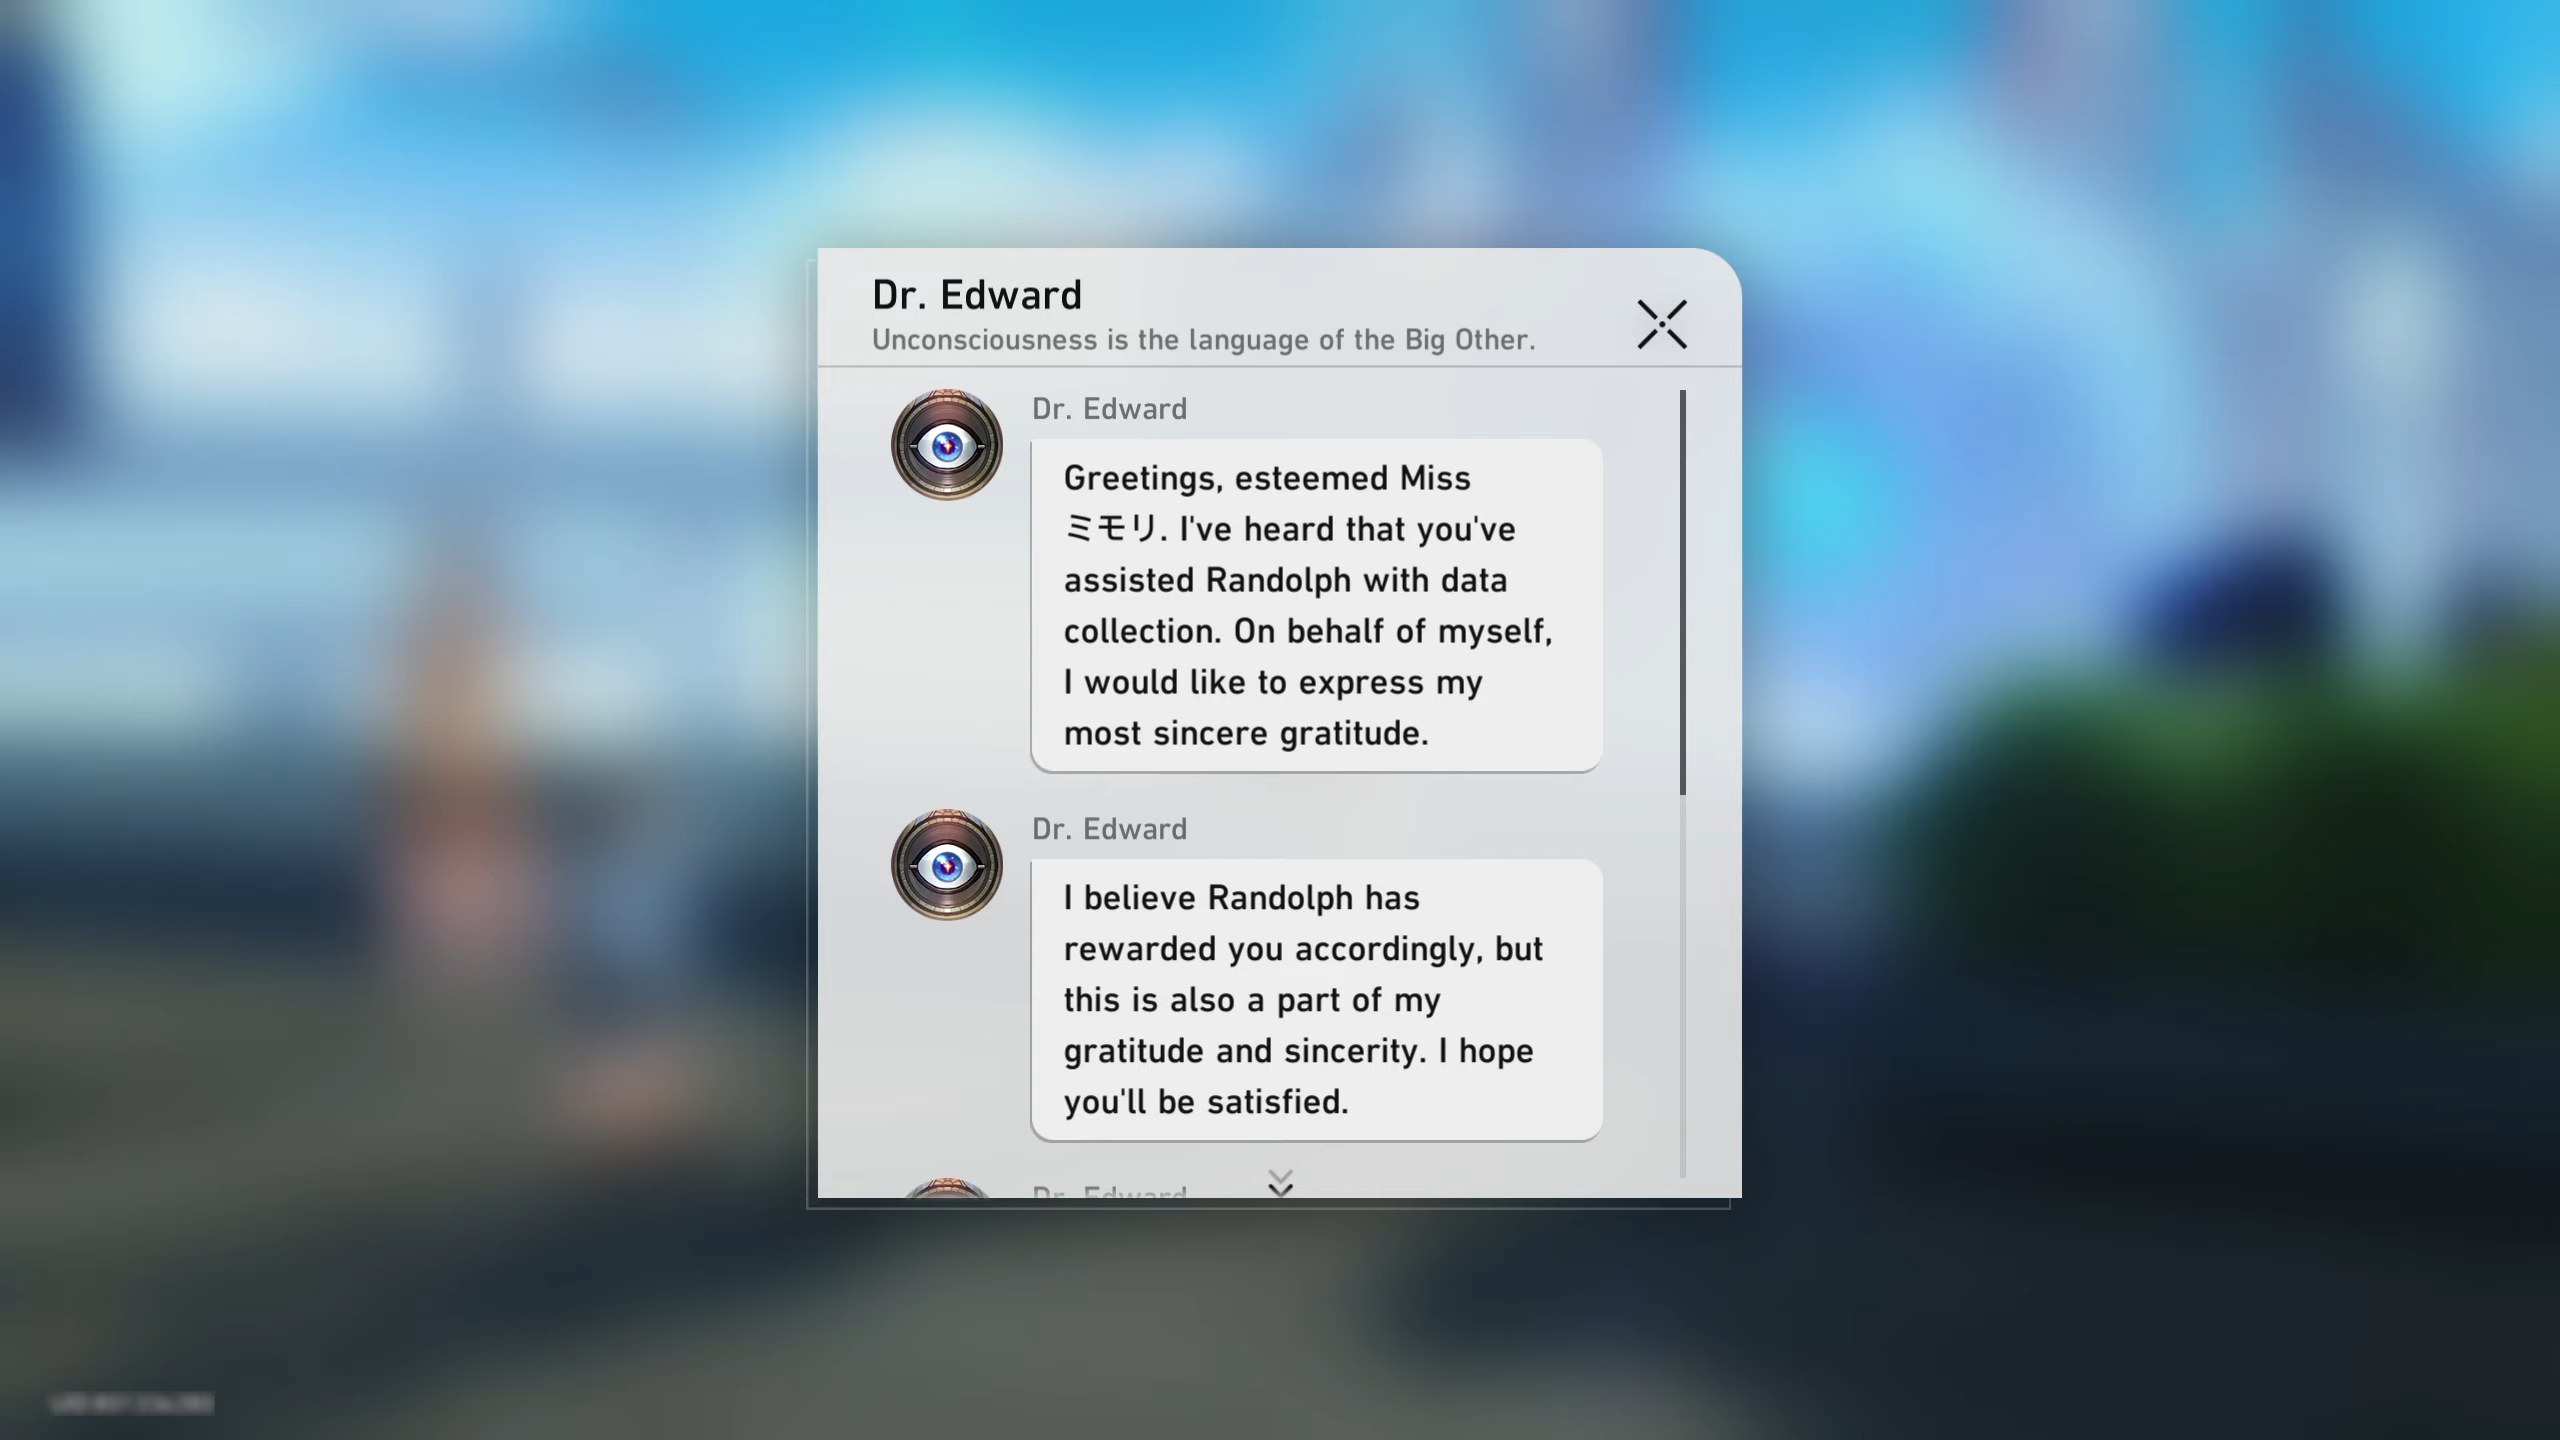 Dr. Edward
Unconsciousness is the language of the Big Other.
Dr. Edward
Greetings, esteemed Miss
ミモリ. I've heard that you've
assisted Randolph with data
collection. On behalf of myself,
I would like to express my
most sincere gratitude.
Dr. Edward
I believe Randolph has
rewarded you accordingly, but
this is also a part of my
gratitude and sincerity. I hope
you'll be satisfied.
Dr. Edward